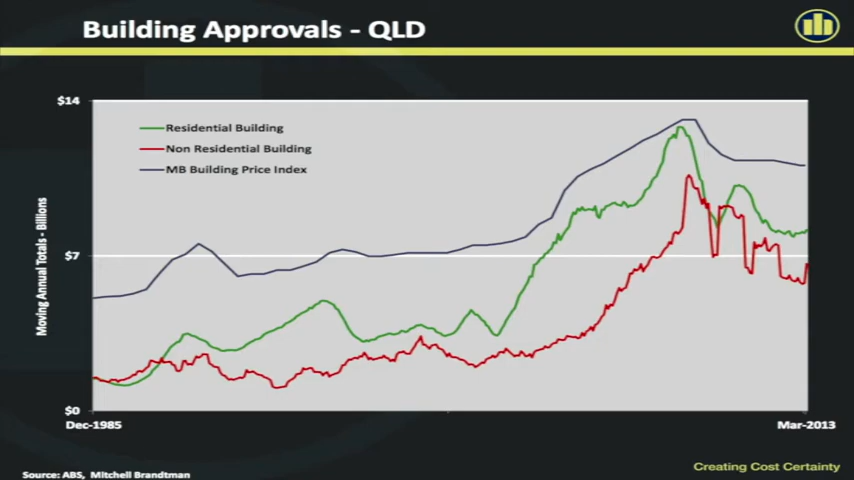 Building Approvals - QLD
$14
Residential Building
Non Residential Building
MB Building Price Index
Moving Annual Totals - Billions
$7
$0
Dec-1985
Mar-2013
Creating Cost Certainty
Source: ABS, Mitchell Brandtman